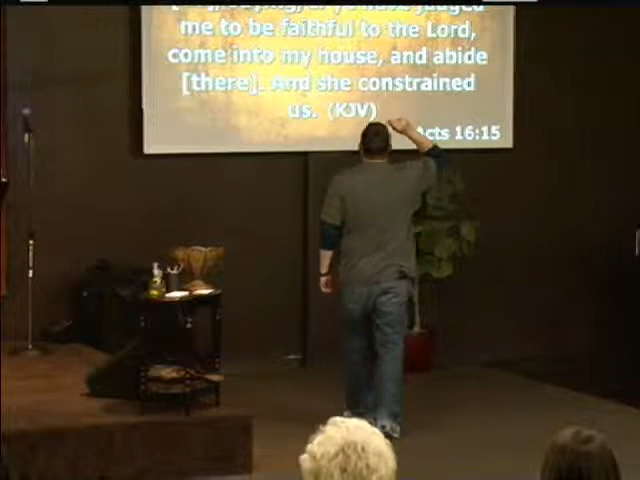 me to be faithful to the Lord,
come into my house, and abide
[there]. And she constrained
us. (KJV)
Acts 16:15